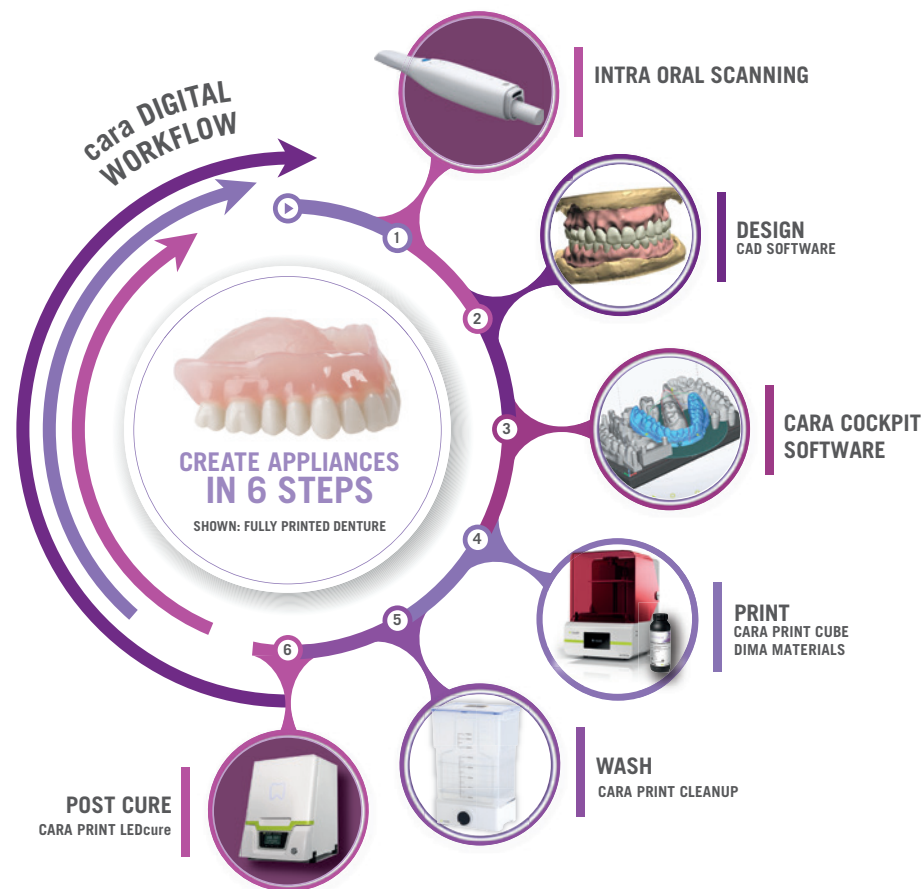 cara DIGITAL
WORKFLOW
INTRA ORAL SCANNING
1
DESIGN
CAD SOFTWARE
2
CARA COCKPIT
SOFTWARE
3
CREATE APPLIANCES
IN 6 STEPS
SHOWN: FULLY PRINTED DENTURE
4
PRINT
CARA PRINT CUBE
DIMA MATERIALS
5
WASH
CARA PRINT CLEANUP
6
POST CURE
CARA PRINT LEDcure